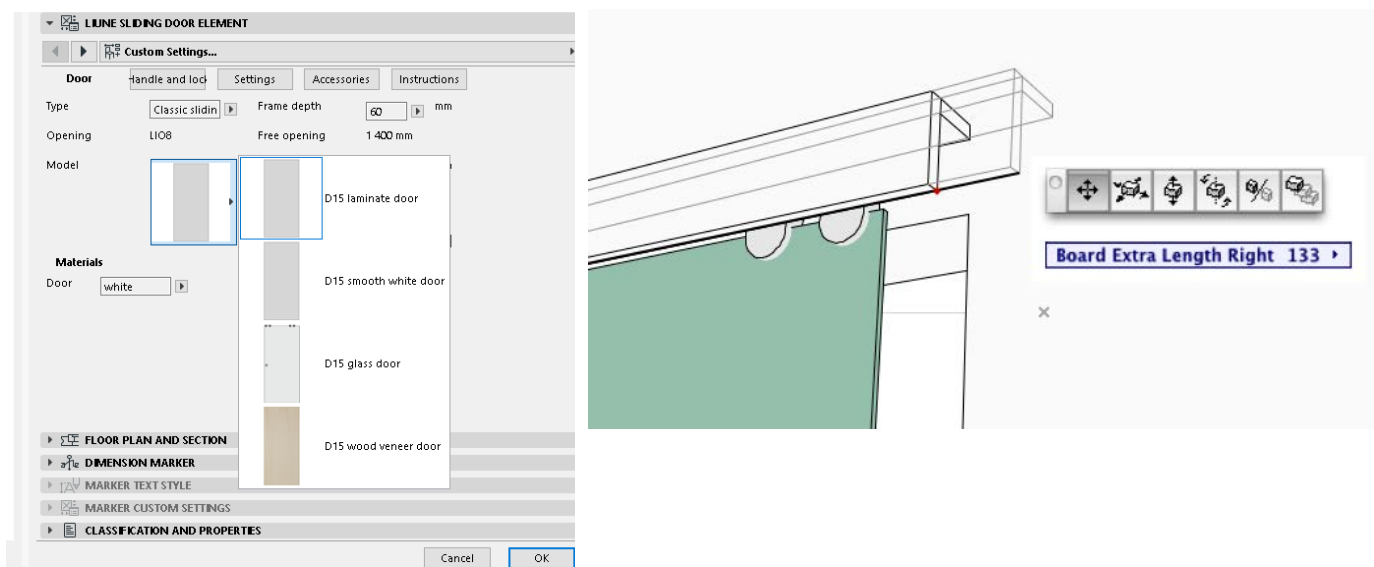 LIUNE SLIDING DOOR ELEMENT
Custom Settings...
Door Handle and lock Settings Accessories Instructions
Type Classic slidin Frame depth 60 mm
Opening LIO8 Free opening 1 400 mm
Model
D15 laminate door
D15 smooth white door
Materials
Door white
D15 glass door
D15 wood veneer door
FLOOR PLAN AND SECTION
DIMENSION MARKER
MARKER TEXT STYLE
MARKER CUSTOM SETTINGS
CLASSIFICATION AND PROPERTIES
Cancel OK
Board Extra Length Right 133